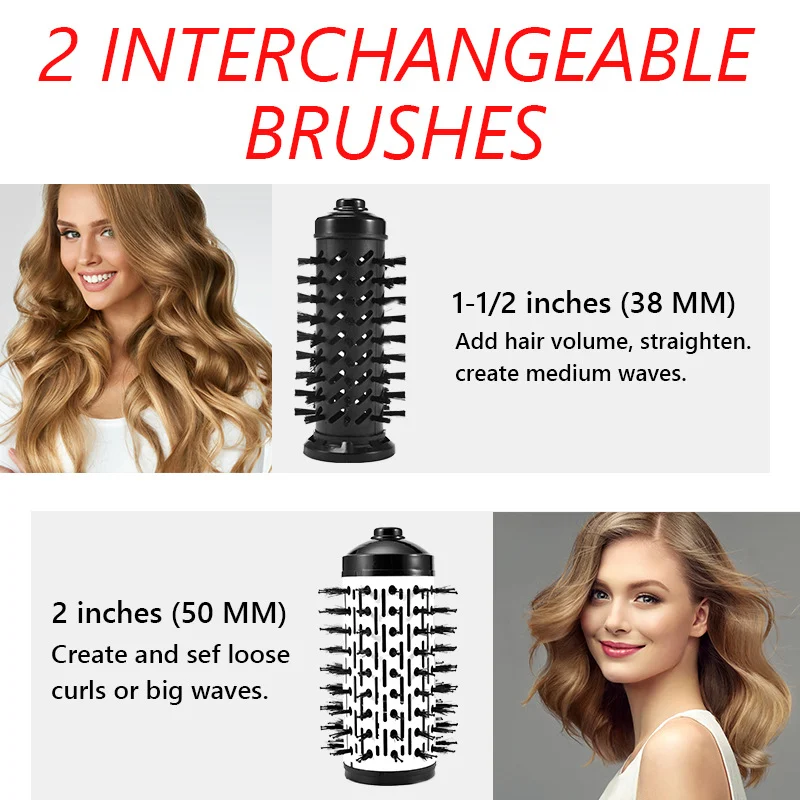 2 INTERCHANGEABLE
BRUSHES
1-1/2 inches (38 MM)
Add hair volume, straighten.
create medium waves.
2 inches (50 MM)
Create and sef loose
curls or big waves.